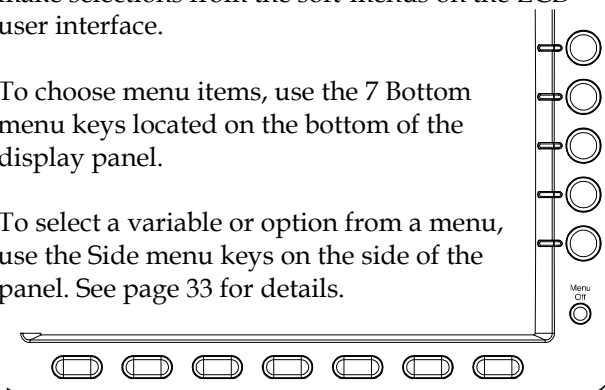 make selections from the soft-menus on the LCD
user interface.
To choose menu items, use the 7 Bottom
menu keys located on the bottom of the
display panel.
To select a variable or option from a menu,
use the Side menu keys on the side of the
panel. See page 33 for details.
Menu
Off